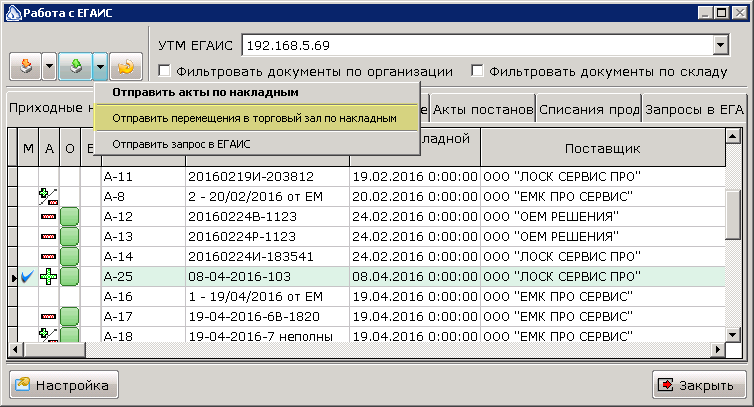 Работа с ЕГАИС
УТМ ЕГАИС 192.168.5.69
Фильтровать документы по организации Фильтровать документы по складу
Отправить акты по накладным
Отправить перемещения в торговый зал по накладным
Отправить запрос в ЕГАИС
Приходные н е Акты постанов Списания прод Запросы в ЕГА
М А О Е кладной Поставщик
А-11 20160219И-203812 19.02.2016 0:00:00 ООО "ЛОСК СЕРВИС ПРО"
А-8 2 - 20/02/2016 от ЕМ 20.02.2016 0:00:00 ООО "ЕМК ПРО СЕРВИС"
А-12 20160224В-1123 24.02.2016 0:00:00 ООО "ОЕМ РЕШЕНИЯ"
А-13 20160224Р-1123 24.02.2016 0:00:00 ООО "ОЕМ РЕШЕНИЯ"
А-14 20160224И-183541 24.02.2016 0:00:00 ООО "ЛОСК СЕРВИС ПРО"
А-25 08-04-2016-103 08.04.2016 0:00:00 ООО "ЛОСК СЕРВИС ПРО"
А-16 1 - 19/04/2016 от ЕМ 19.04.2016 0:00:00 ООО "ЕМК ПРО СЕРВИС"
А-17 19-04-2016-6В-1820 19.04.2016 0:00:00 ООО "ЕМК ПРО СЕРВИС"
А-18 19-04-2016-7 неполны 19.04.2016 0:00:00 ООО "ЕМК ПРО СЕРВИС"
Настройка Закрыть